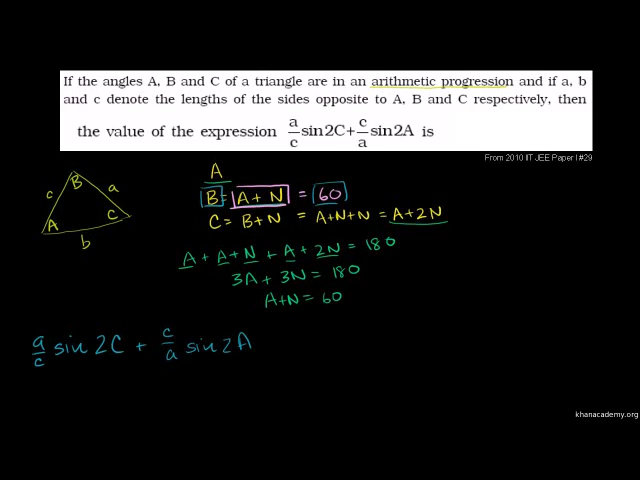 If the angles A, B and C of a triangle are in an arithmetic progression and if a, b
and c denote the lengths of the sides opposite to A, B and C respectively, then
the value of the expression a/c sin2C+c/a sin2A is
From 2010 IIT JEE Paper I #29
A
B = A + N = 60
C = B+N = A+N+N = A+2N
c B a
A C
b
A + A + N + A + 2N = 180
3A + 3N = 180
A+N = 60
a/c sin 2C + c/a sin 2A
khanacademy.org